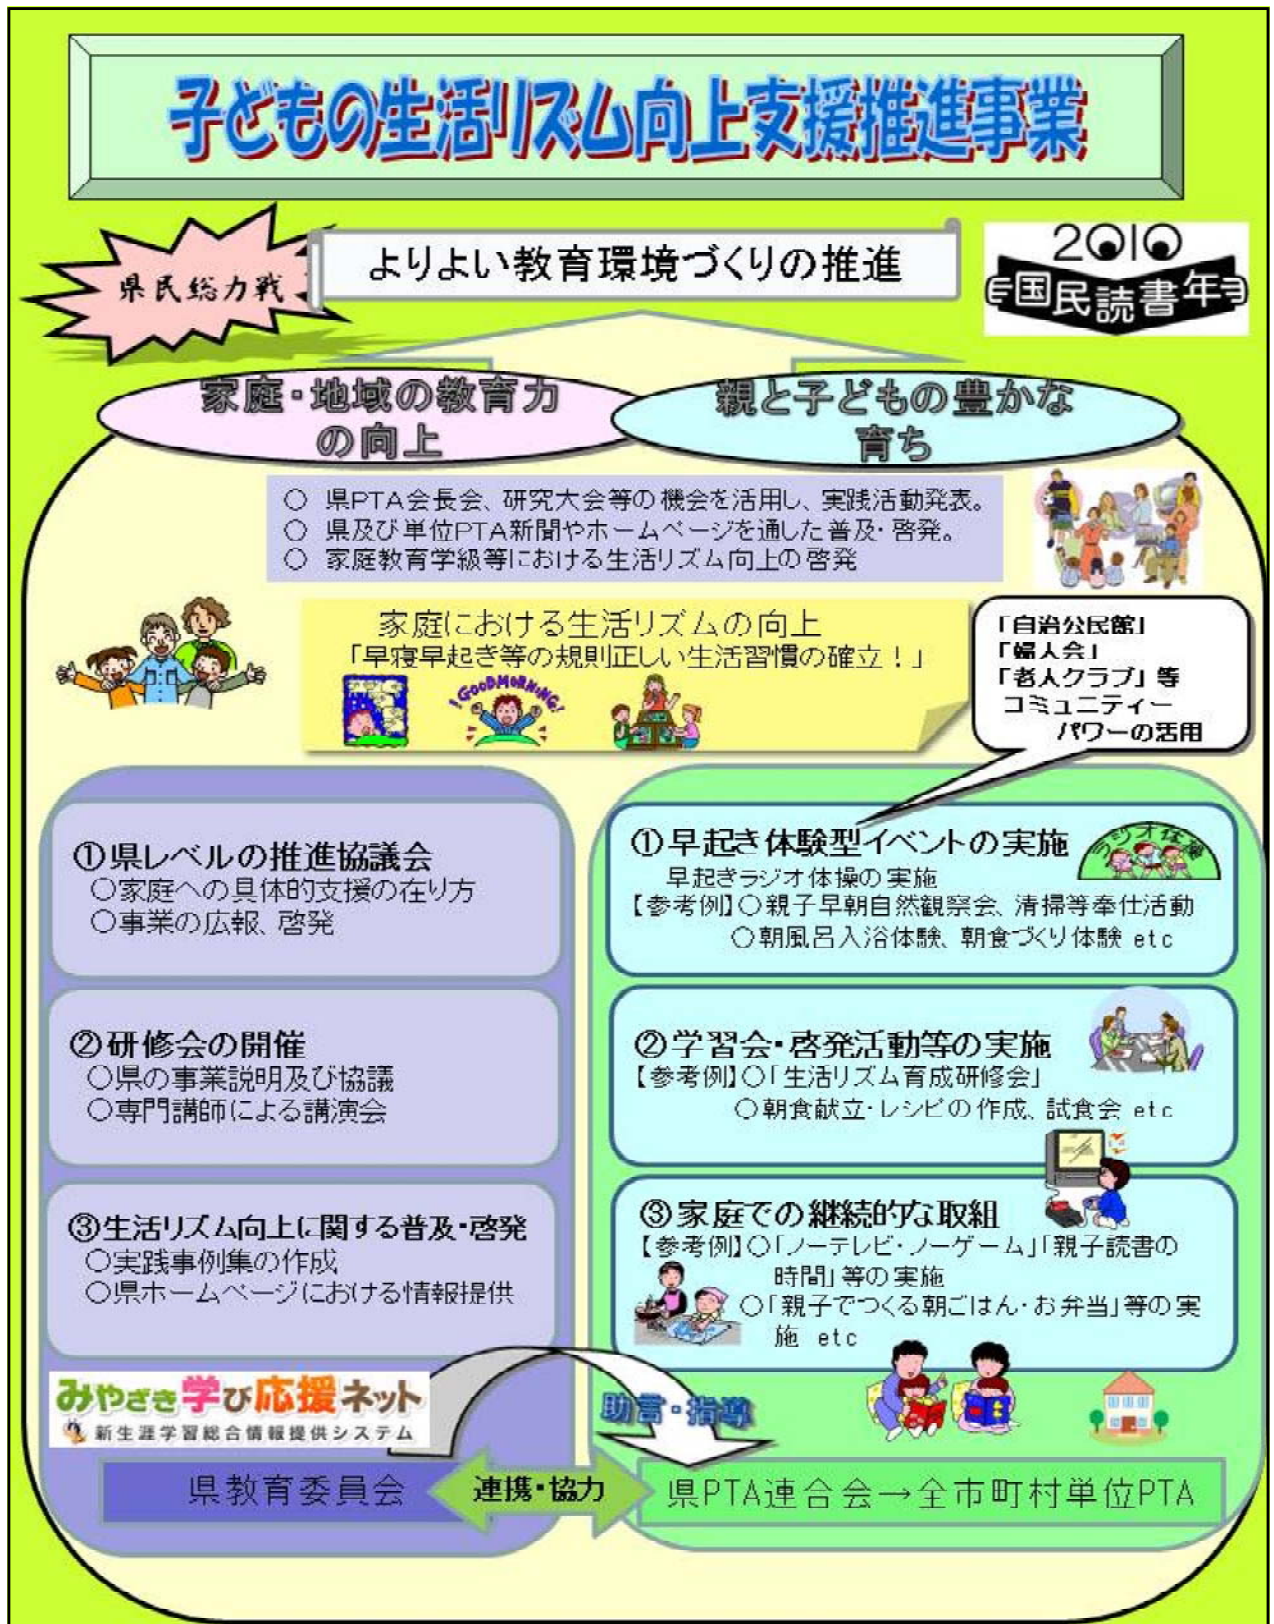 子どもの生活リズム向上支援推進事業
県民総力戦
よりよい教育環境づくりの推進
2010
国民読書年
家庭・地域の教育力
の向上
親と子どもの豊かな
育ち
○ 県PTA会長会、研究大会等の機会を活用し、実践活動発表。
○ 県及び単位PTA新聞やホームページを通した普及・啓発。
○ 家庭教育学級等における生活リズム向上の啓発
家庭における生活リズムの向上
「早寝早起き等の規則正しい生活習慣の確立！」
!GOOD MORNING!
「自治公民館」
「婦人会」
「老人クラブ」等
コミュニティー
パワーの活用
①県レベルの推進協議会
○家庭への具体的支援の在り方
○事業の広報、啓発
②研修会の開催
○県の事業説明及び協議
○専門講師による講演会
③生活リズム向上に関する普及・啓発
○実践事例集の作成
○県ホームページにおける情報提供
みやざき学び応援ネット
新生涯学習総合情報提供システム
県教育委員会
①早起き体験型イベントの実施
ラジオ体操
早起きラジオ体操の実施
【参考例】○親子早朝自然観察会、清掃等奉仕活動
○朝風呂入浴体験、朝食づくり体験 etc
②学習会・啓発活動等の実施
【参考例】○「生活リズム育成研修会」
○朝食献立・レシピの作成、試食会 etc
③家庭での継続的な取組
【参考例】○「ノーテレビ・ノーゲーム」「親子読書の
時間」等の実施
○「親子でつくる朝ごはん・お弁当」等の実
施 etc
助言・指導
連携・協力
県PTA連合会→全市町村単位PTA